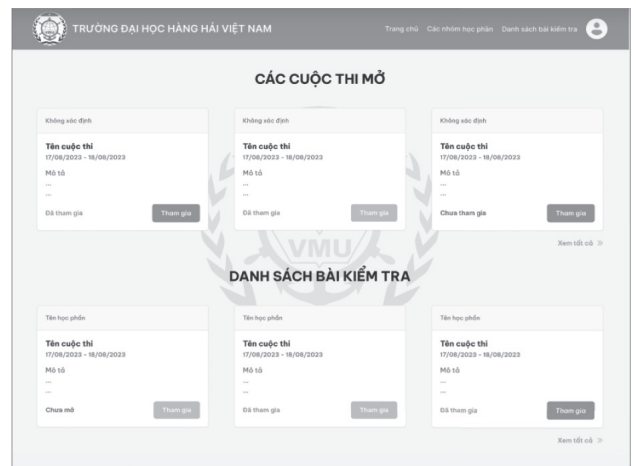 TRƯỜNG ĐẠI HỌC HÀNG HẢI VIỆT NAM
Trang chủ Các nhóm học phần Danh sách bài kiểm tra
CÁC CUỘC THI MỞ
Không xác định
Tên cuộc thi
17/08/2023 - 18/08/2023
Mô tả
...
...
Đã tham gia
Tham gia
Không xác định
Tên cuộc thi
17/08/2023 - 18/08/2023
Mô tả
...
...
Đã tham gia
Tham gia
Không xác định
Tên cuộc thi
17/08/2023 - 18/08/2023
Mô tả
...
...
Chưa tham gia
Tham gia
Xem tất cả »
VMU
DANH SÁCH BÀI KIỂM TRA
Tên học phần
Tên cuộc thi
17/08/2023 - 18/08/2023
Mô tả
...
...
Chưa mở
Tham gia
Tên học phần
Tên cuộc thi
17/08/2023 - 18/08/2023
Mô tả
...
...
Đã tham gia
Tham gia
Tên học phần
Tên cuộc thi
17/08/2023 - 18/08/2023
Mô tả
...
...
Đã tham gia
Tham gia
Xem tất cả »